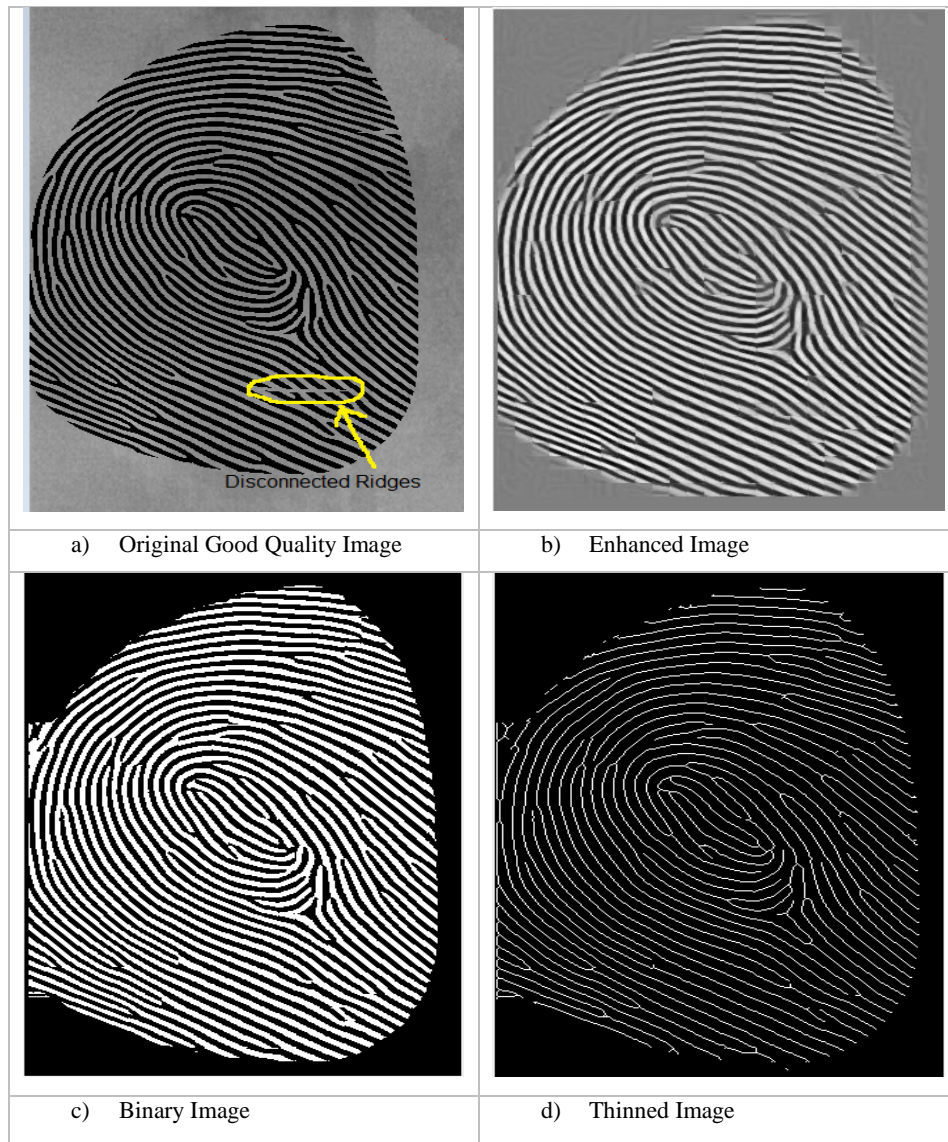 Disconnected Ridges
a) Original Good Quality Image
b) Enhanced Image
c) Binary Image
d) Thinned Image